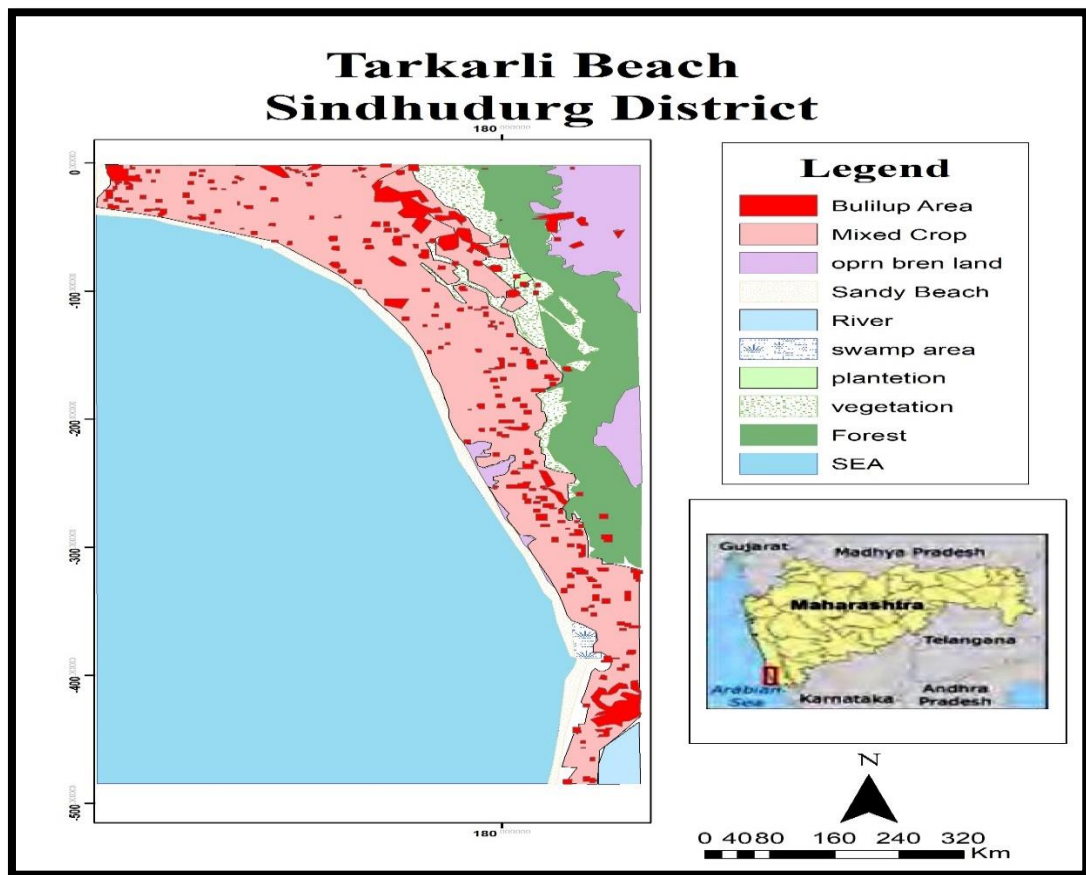 Tarkarli Beach
Sindhudurg District
180
0
-100
-200
-300
-400
-500
180
Legend
Bulilup Area
Mixed Crop
oprn bren land
Sandy Beach
River
swamp area
plantetion
vegetation
Forest
SEA
Gujarat
Madhya Pradesh
Maharashtra
Telangana
Arabian
Sea
Karnataka
Andhra
Pradesh
N
0 40 80 160 240 320
Km